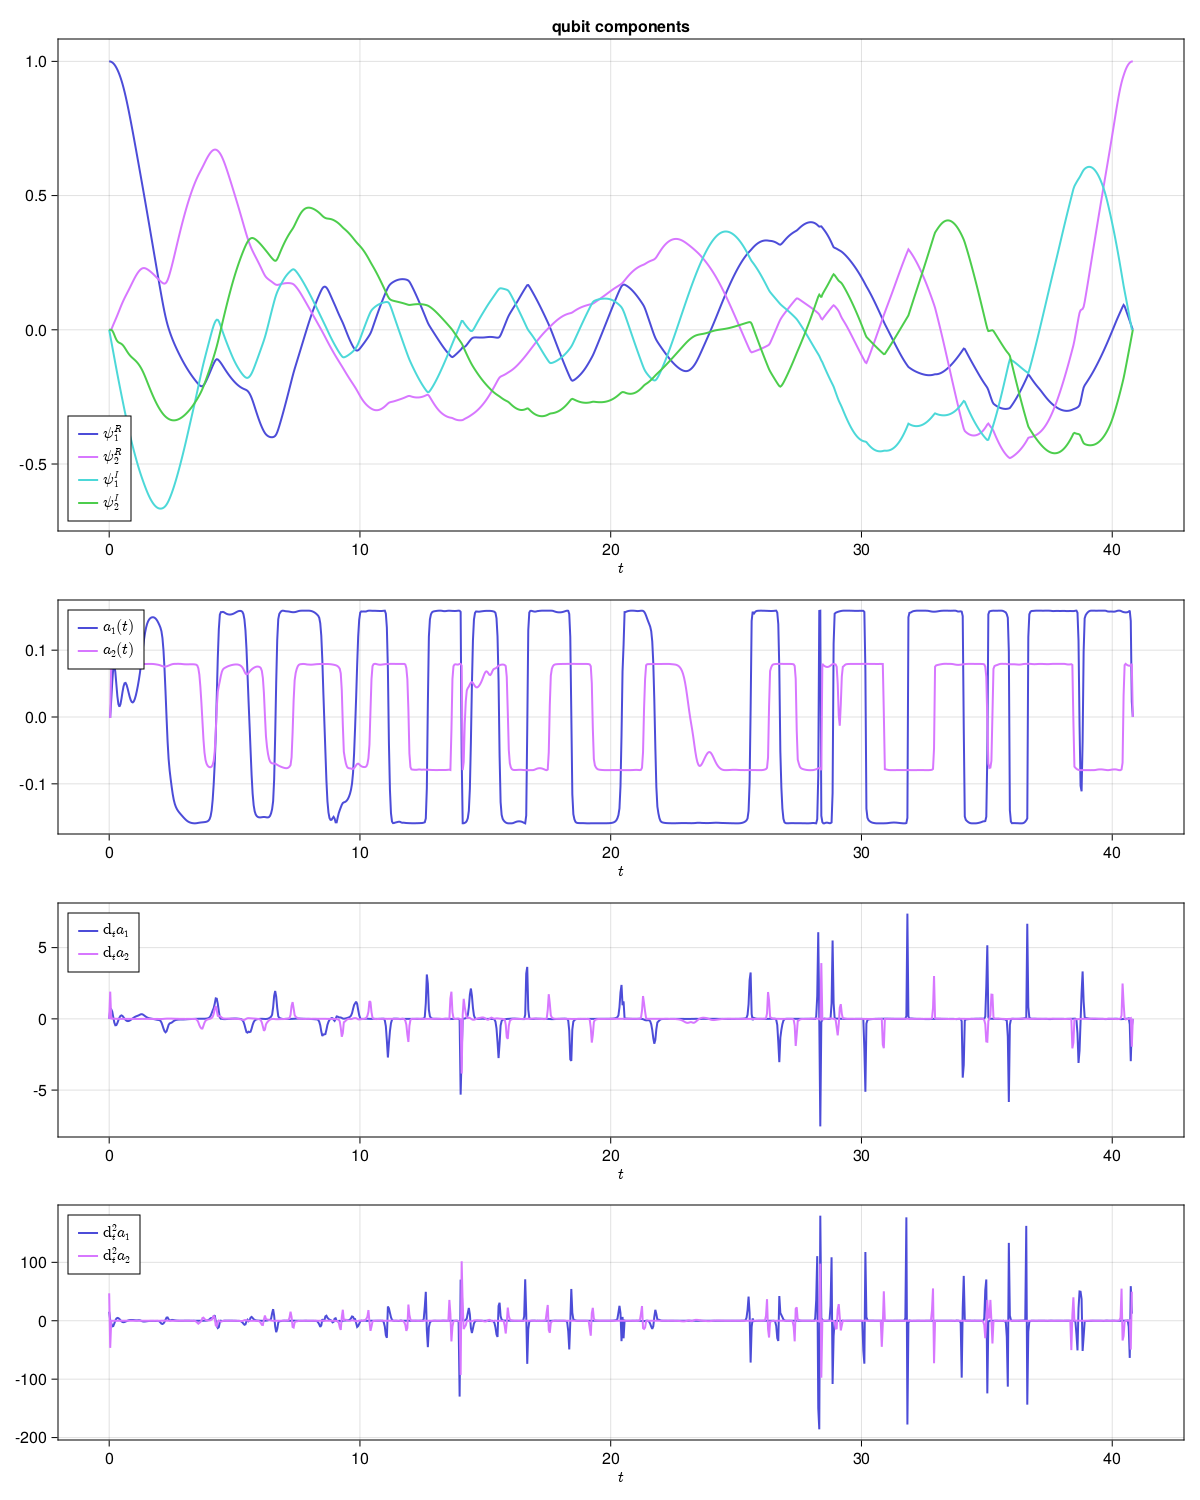 qubit components
1.0
0.5
0.0
-0.5
ψ₁ᴿ
ψ₂ᴿ
ψ₁ᴵ
ψ₂ᴵ
0 10 20 30 40
t
0.1
0.0
-0.1
a₁(t)
a₂(t)
0 10 20 30 40
t
5
0
-5
dₜa₁
dₜa₂
0 10 20 30 40
t
100
0
-100
-200
dₜ²a₁
dₜ²a₂
0 10 20 30 40
t